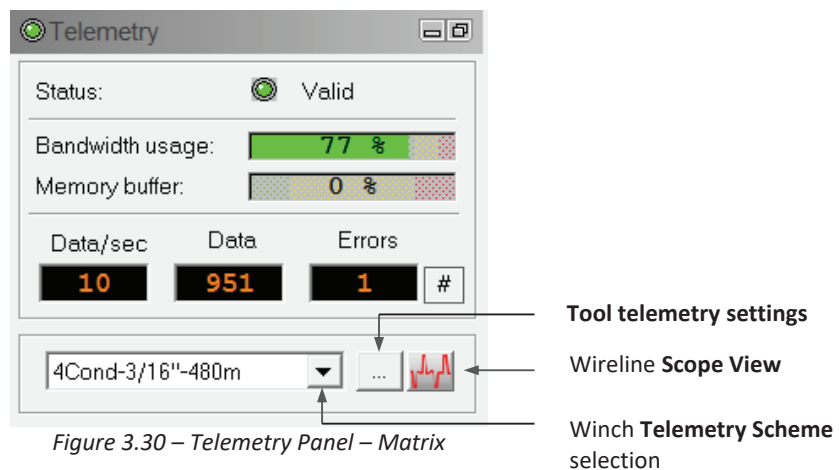 Telemetry
Status: Valid
Bandwidth usage: 77 %
Memory buffer: 0 %
Data/sec Data Errors
10 951 1 #
Tool telemetry settings
4Cond-3/16"-480m ... Wireline Scope View
Winch Telemetry Scheme
selection
Figure 3.30 – Telemetry Panel – Matrix